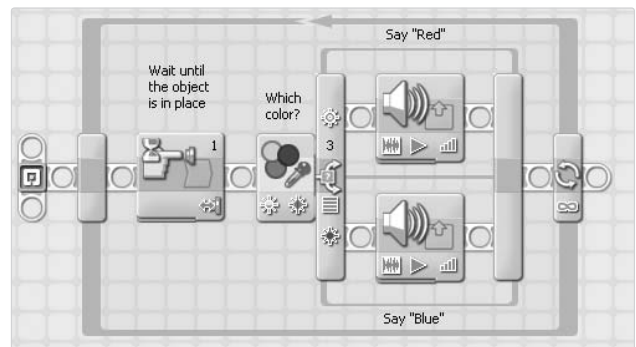 Say "Red"
Wait until
the object
is in place
1
Which
color?
3
Say "Blue"